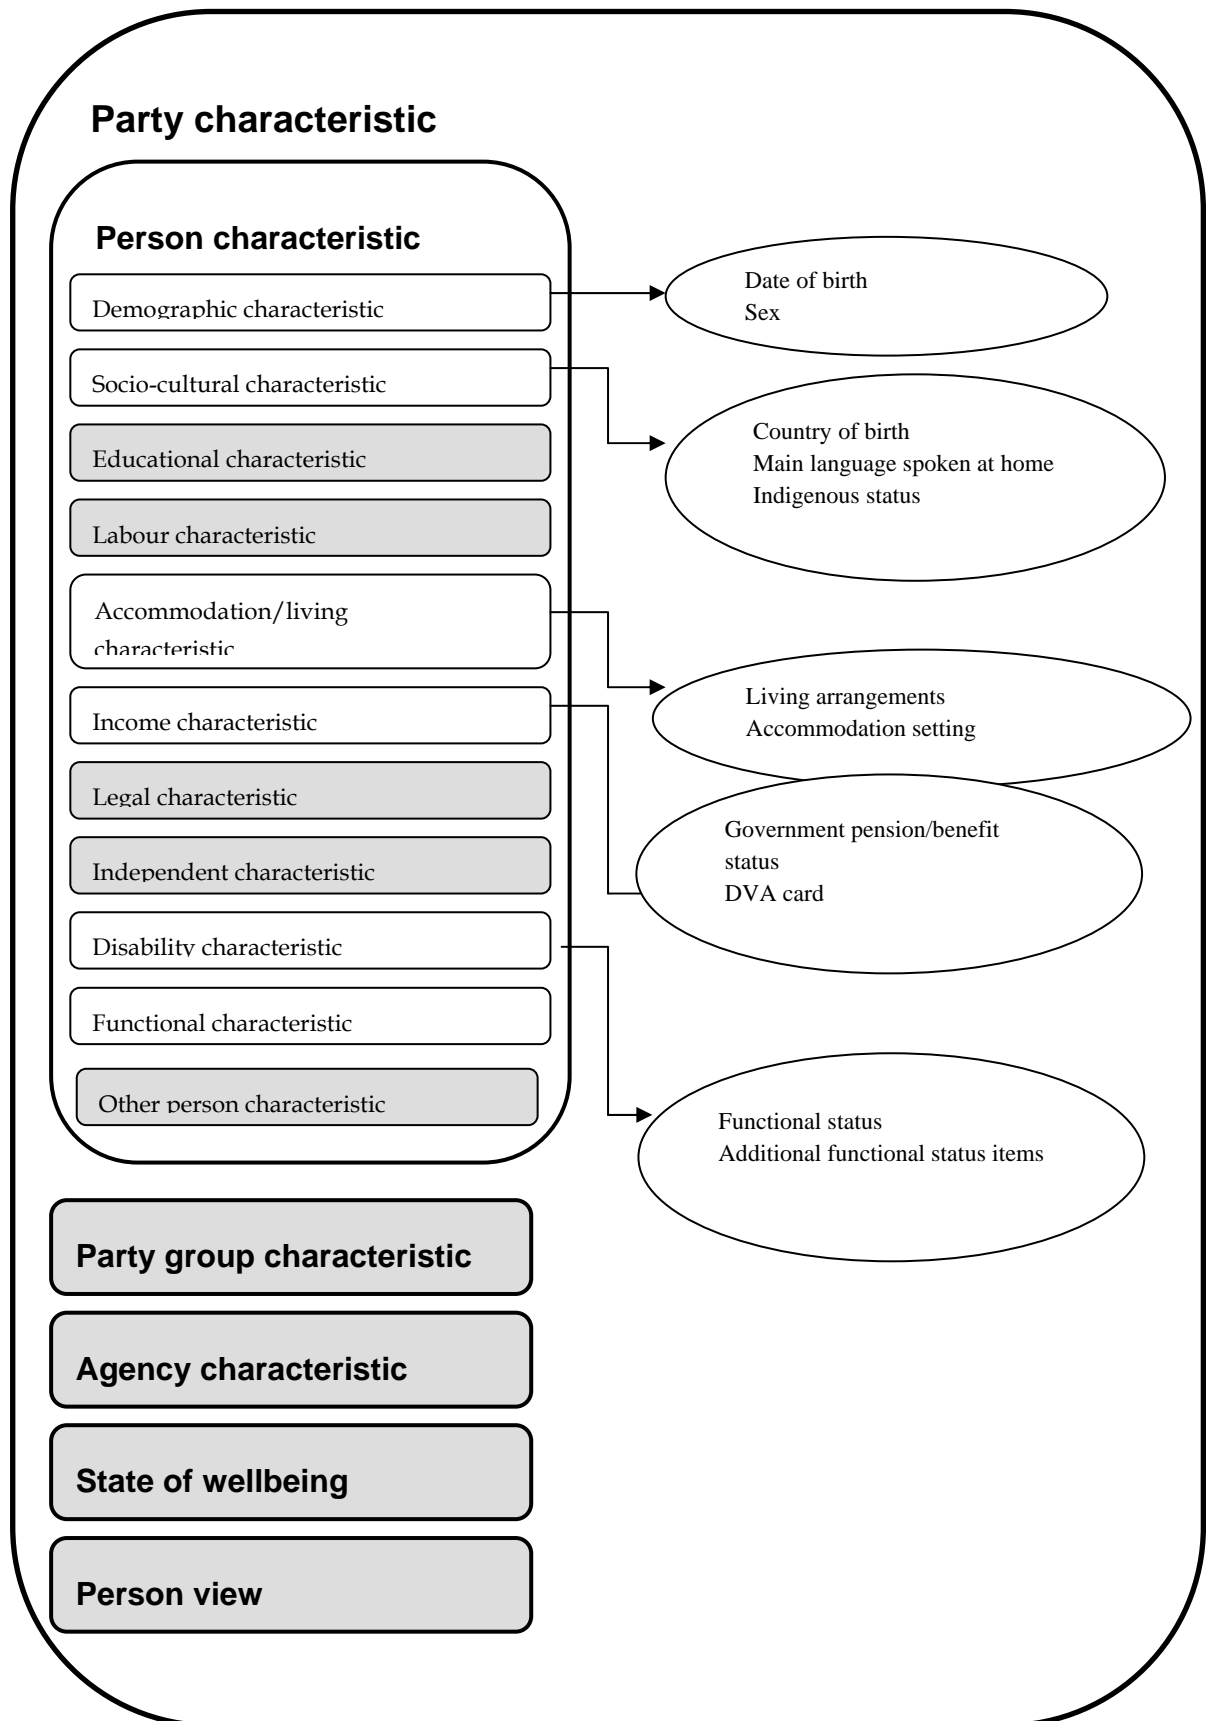 Party characteristic
Person characteristic
Demographic characteristic
Socio-cultural characteristic
Educational characteristic
Labour characteristic
Accommodation/living
characteristic
Income characteristic
Legal characteristic
Independent characteristic
Disability characteristic
Functional characteristic
Other person characteristic
Date of birth
Sex
Country of birth
Main language spoken at home
Indigenous status
Living arrangements
Accommodation setting
Government pension/benefit
status
DVA card
Functional status
Additional functional status items
Party group characteristic
Agency characteristic
State of wellbeing
Person view